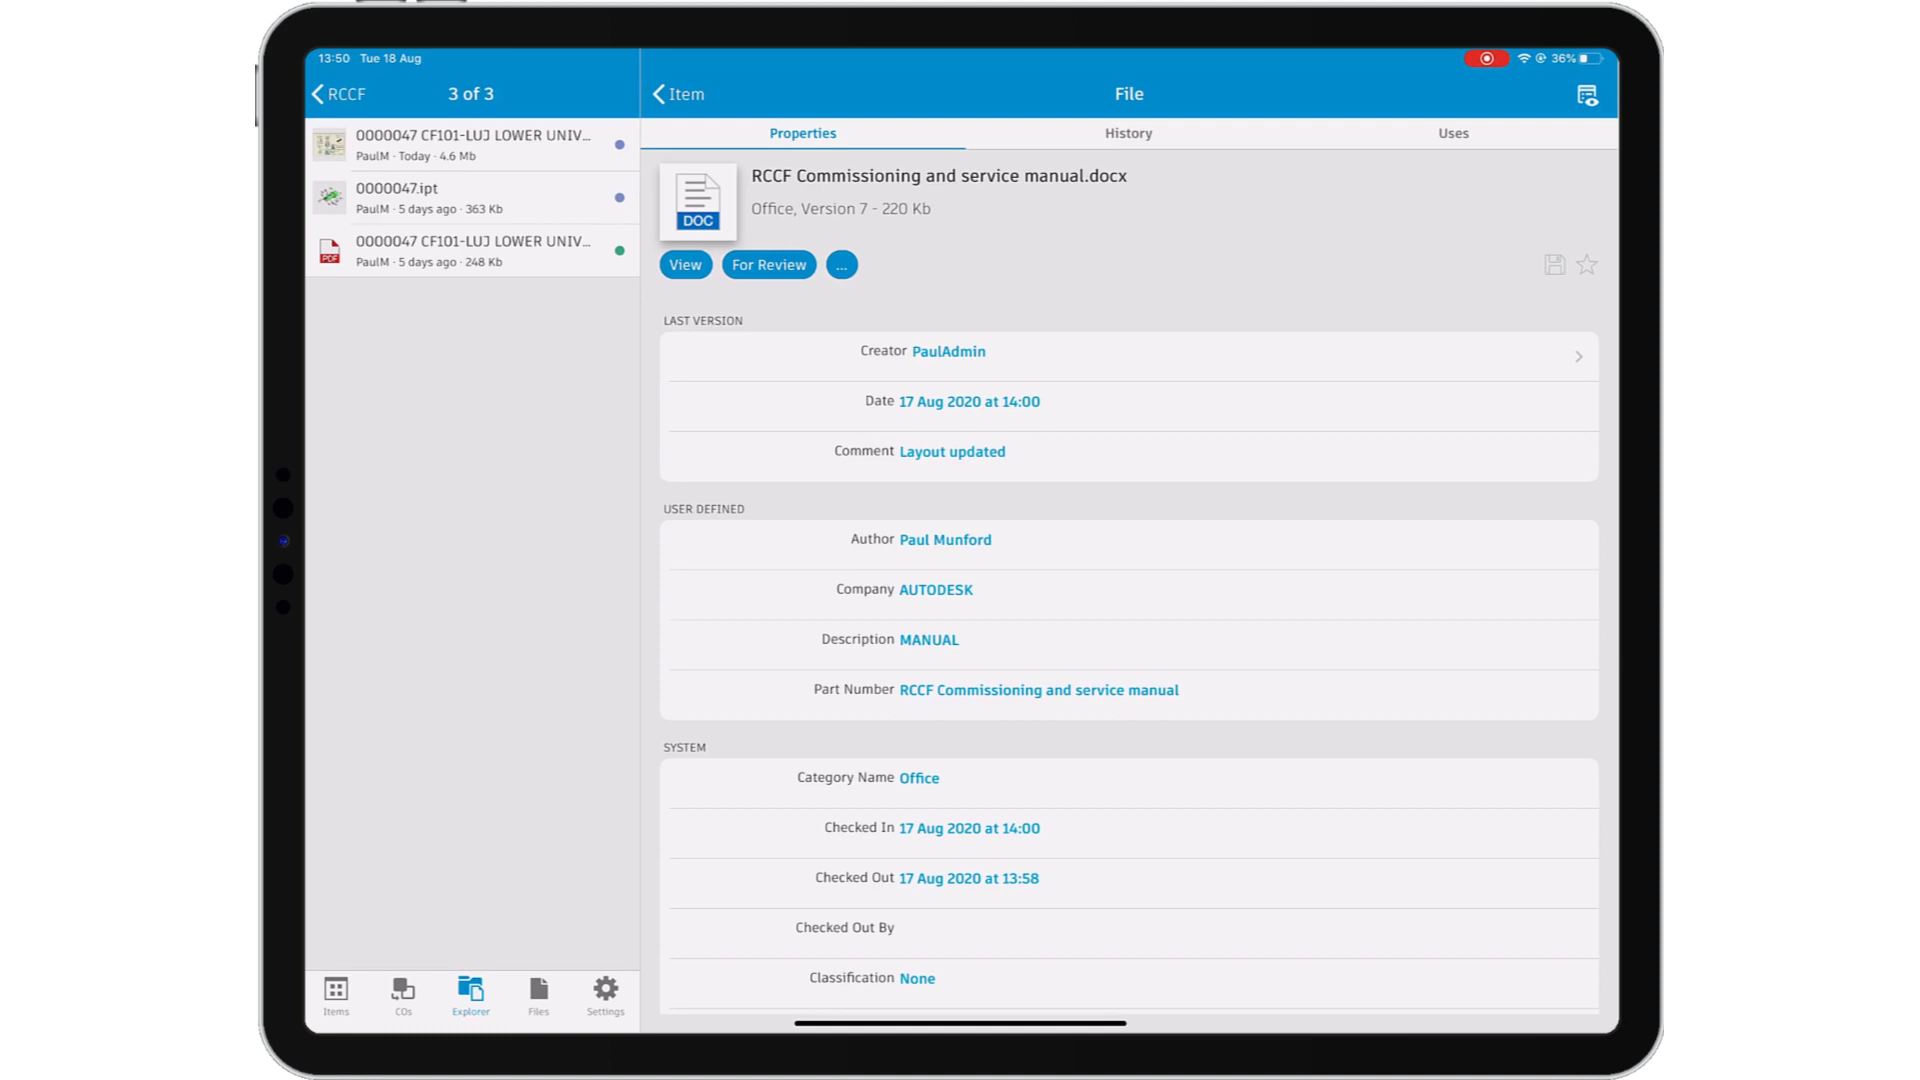 13:50 Tue 18 Aug
36%
RCCF
3 of 3
0000047 CF101-LUJ LOWER UNIV...
PaulM · Today · 4.6 Mb
0000047.ipt
PaulM · 5 days ago · 363 Kb
PDF
0000047 CF101-LUJ LOWER UNIV...
PaulM · 5 days ago · 248 Kb
Items
COs
Explorer
Files
Settings
Item
File
Properties
History
Uses
DOC
RCCF Commissioning and service manual.docx
Office, Version 7 - 220 Kb
View
For Review
...
LAST VERSION
Creator PaulAdmin
Date 17 Aug 2020 at 14:00
Comment Layout updated
USER DEFINED
Author Paul Munford
Company AUTODESK
Description MANUAL
Part Number RCCF Commissioning and service manual
SYSTEM
Category Name Office
Checked In 17 Aug 2020 at 14:00
Checked Out 17 Aug 2020 at 13:58
Checked Out By
Classification None